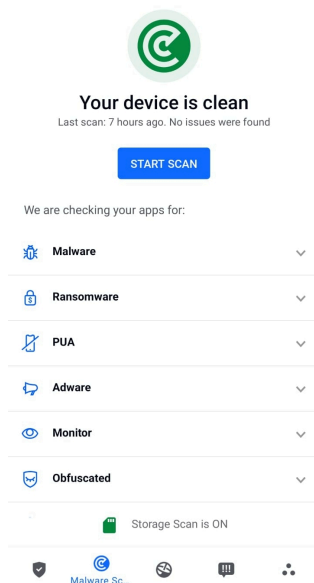 Your device is clean
Last scan: 7 hours ago. No issues were found
START SCAN
We are checking your apps for:
Malware
Ransomware
PUA
Adware
Monitor
Obfuscated
Storage Scan is ON
Malware Sc...